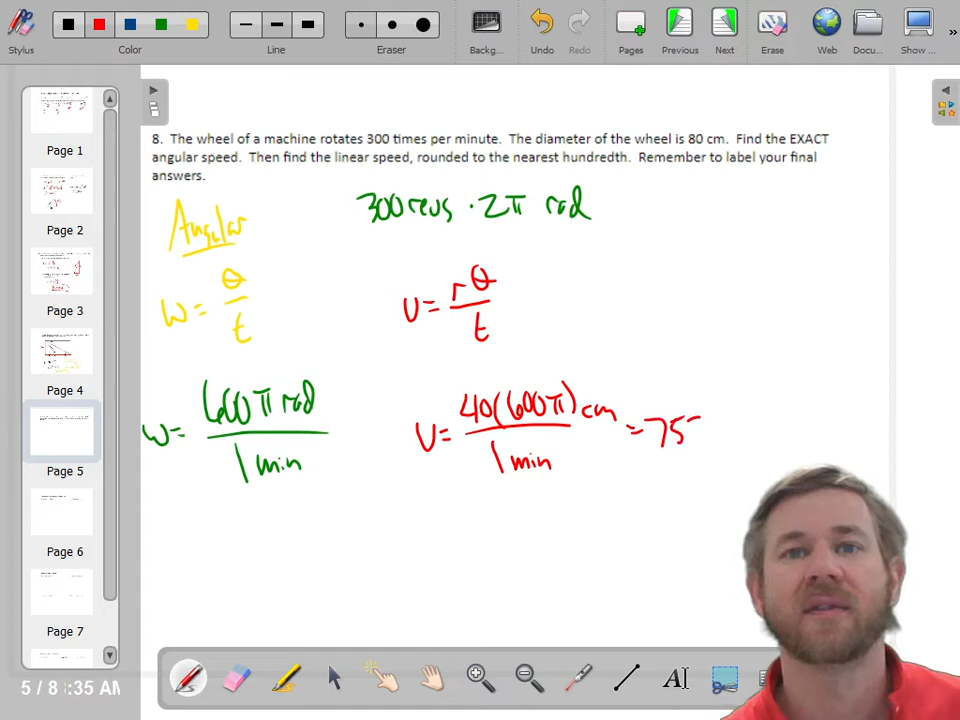 Stylus
Color
Line
Eraser
Backg...
Undo
Redo
Pages
Previous
Next
Erase
Web
Docu...
Show ...
»
Page 1
Page 2
Page 3
Page 4
Page 5
Page 6
Page 7
8. The wheel of a machine rotates 300 times per minute. The diameter of the wheel is 80 cm. Find the EXACT
angular speed. Then find the linear speed, rounded to the nearest hundredth. Remember to label your final
answers.
300 revs · 2π rad
Angular
w = θ/t
v = rθ/t
w = 600π rad / 1 min
v = 40(600π) cm / 1 min = 75
5 / 8
:35 AM
A